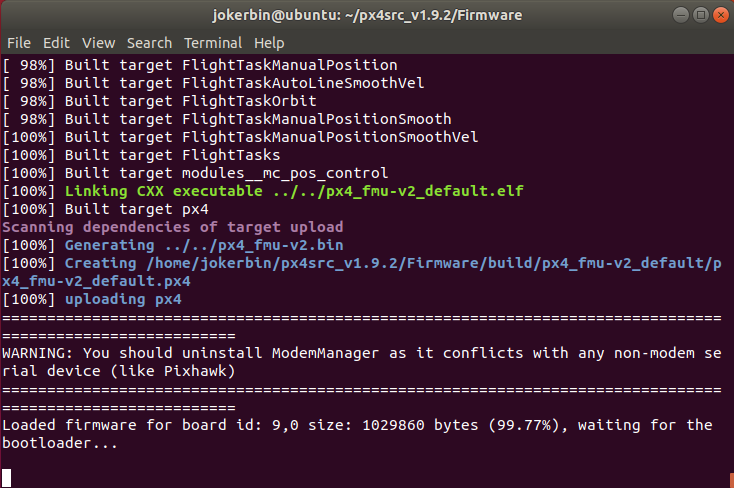 jokerbin@ubuntu: ~/px4src_v1.9.2/Firmware
File Edit View Search Terminal Help
[ 98%] Built target FlightTaskManualPosition
[ 98%] Built target FlightTaskAutoLineSmoothVel
[ 98%] Built target FlightTaskOrbit
[ 98%] Built target FlightTaskManualPositionSmooth
[100%] Built target FlightTaskManualPositionSmoothVel
[100%] Built target FlightTasks
[100%] Built target modules__mc_pos_control
[100%] Linking CXX executable ../../px4_fmu-v2_default.elf
[100%] Built target px4
Scanning dependencies of target upload
[100%] Generating ../../px4_fmu-v2.bin
[100%] Creating /home/jokerbin/px4src_v1.9.2/Firmware/build/px4_fmu-v2_default/p
x4_fmu-v2_default.px4
[100%] uploading px4
================================================================================
==========================
WARNING: You should uninstall ModemManager as it conflicts with any non-modem se
rial device (like Pixhawk)
================================================================================
==========================
Loaded firmware for board id: 9,0 size: 1029860 bytes (99.77%), waiting for the
bootloader...